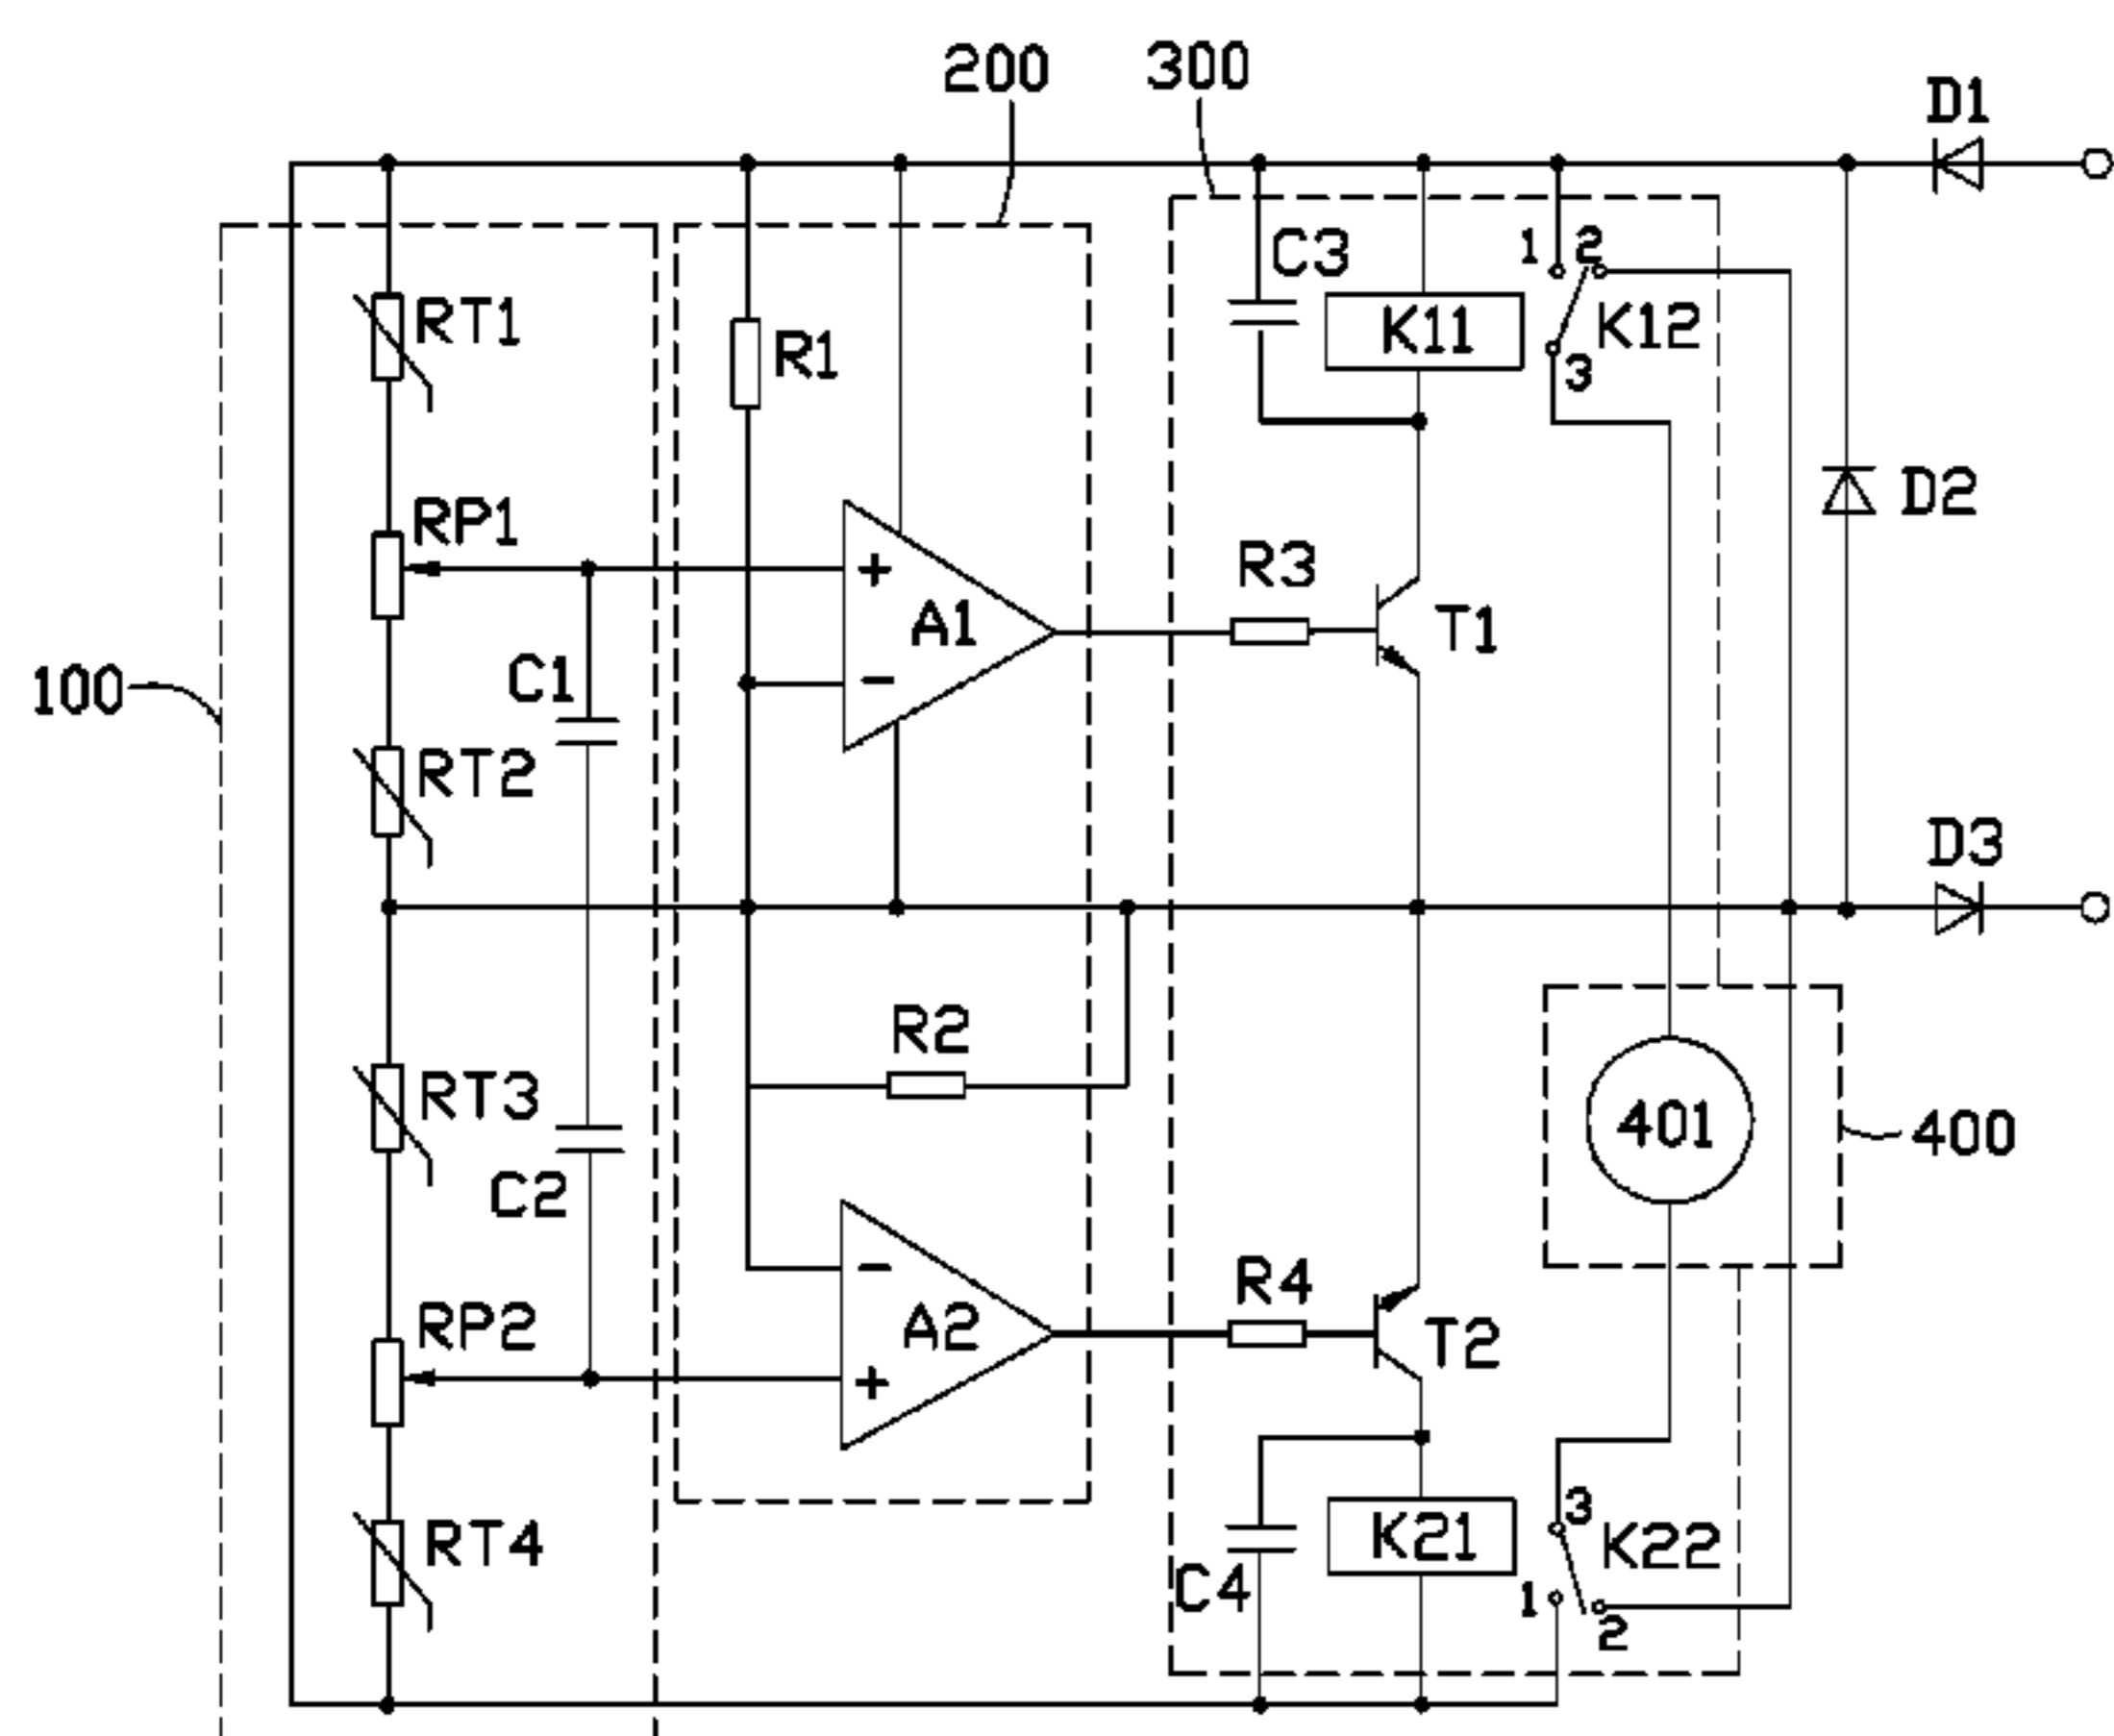 200
300
D1
C3
1
2
RT1
K11
K12
R1
3
RP1
D2
R3
+
A1
T1
C1
100
-
RT2
D3
R2
RT3
401
400
C2
-
R4
RP2
A2
T2
+
3
RT4
K21
K22
C4
1
2